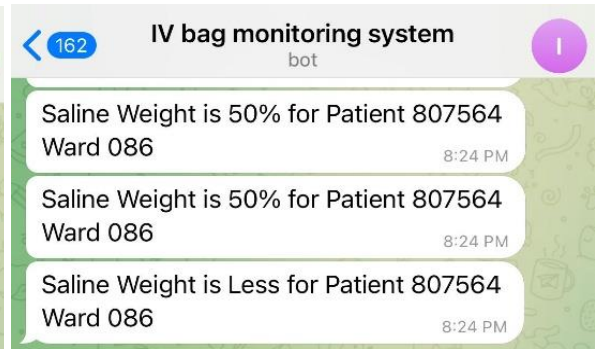 162
IV bag monitoring system
bot
I
Saline Weight is 50% for Patient 807564
Ward 086
8:24 PM
Saline Weight is 50% for Patient 807564
Ward 086
8:24 PM
Saline Weight is Less for Patient 807564
Ward 086
8:24 PM